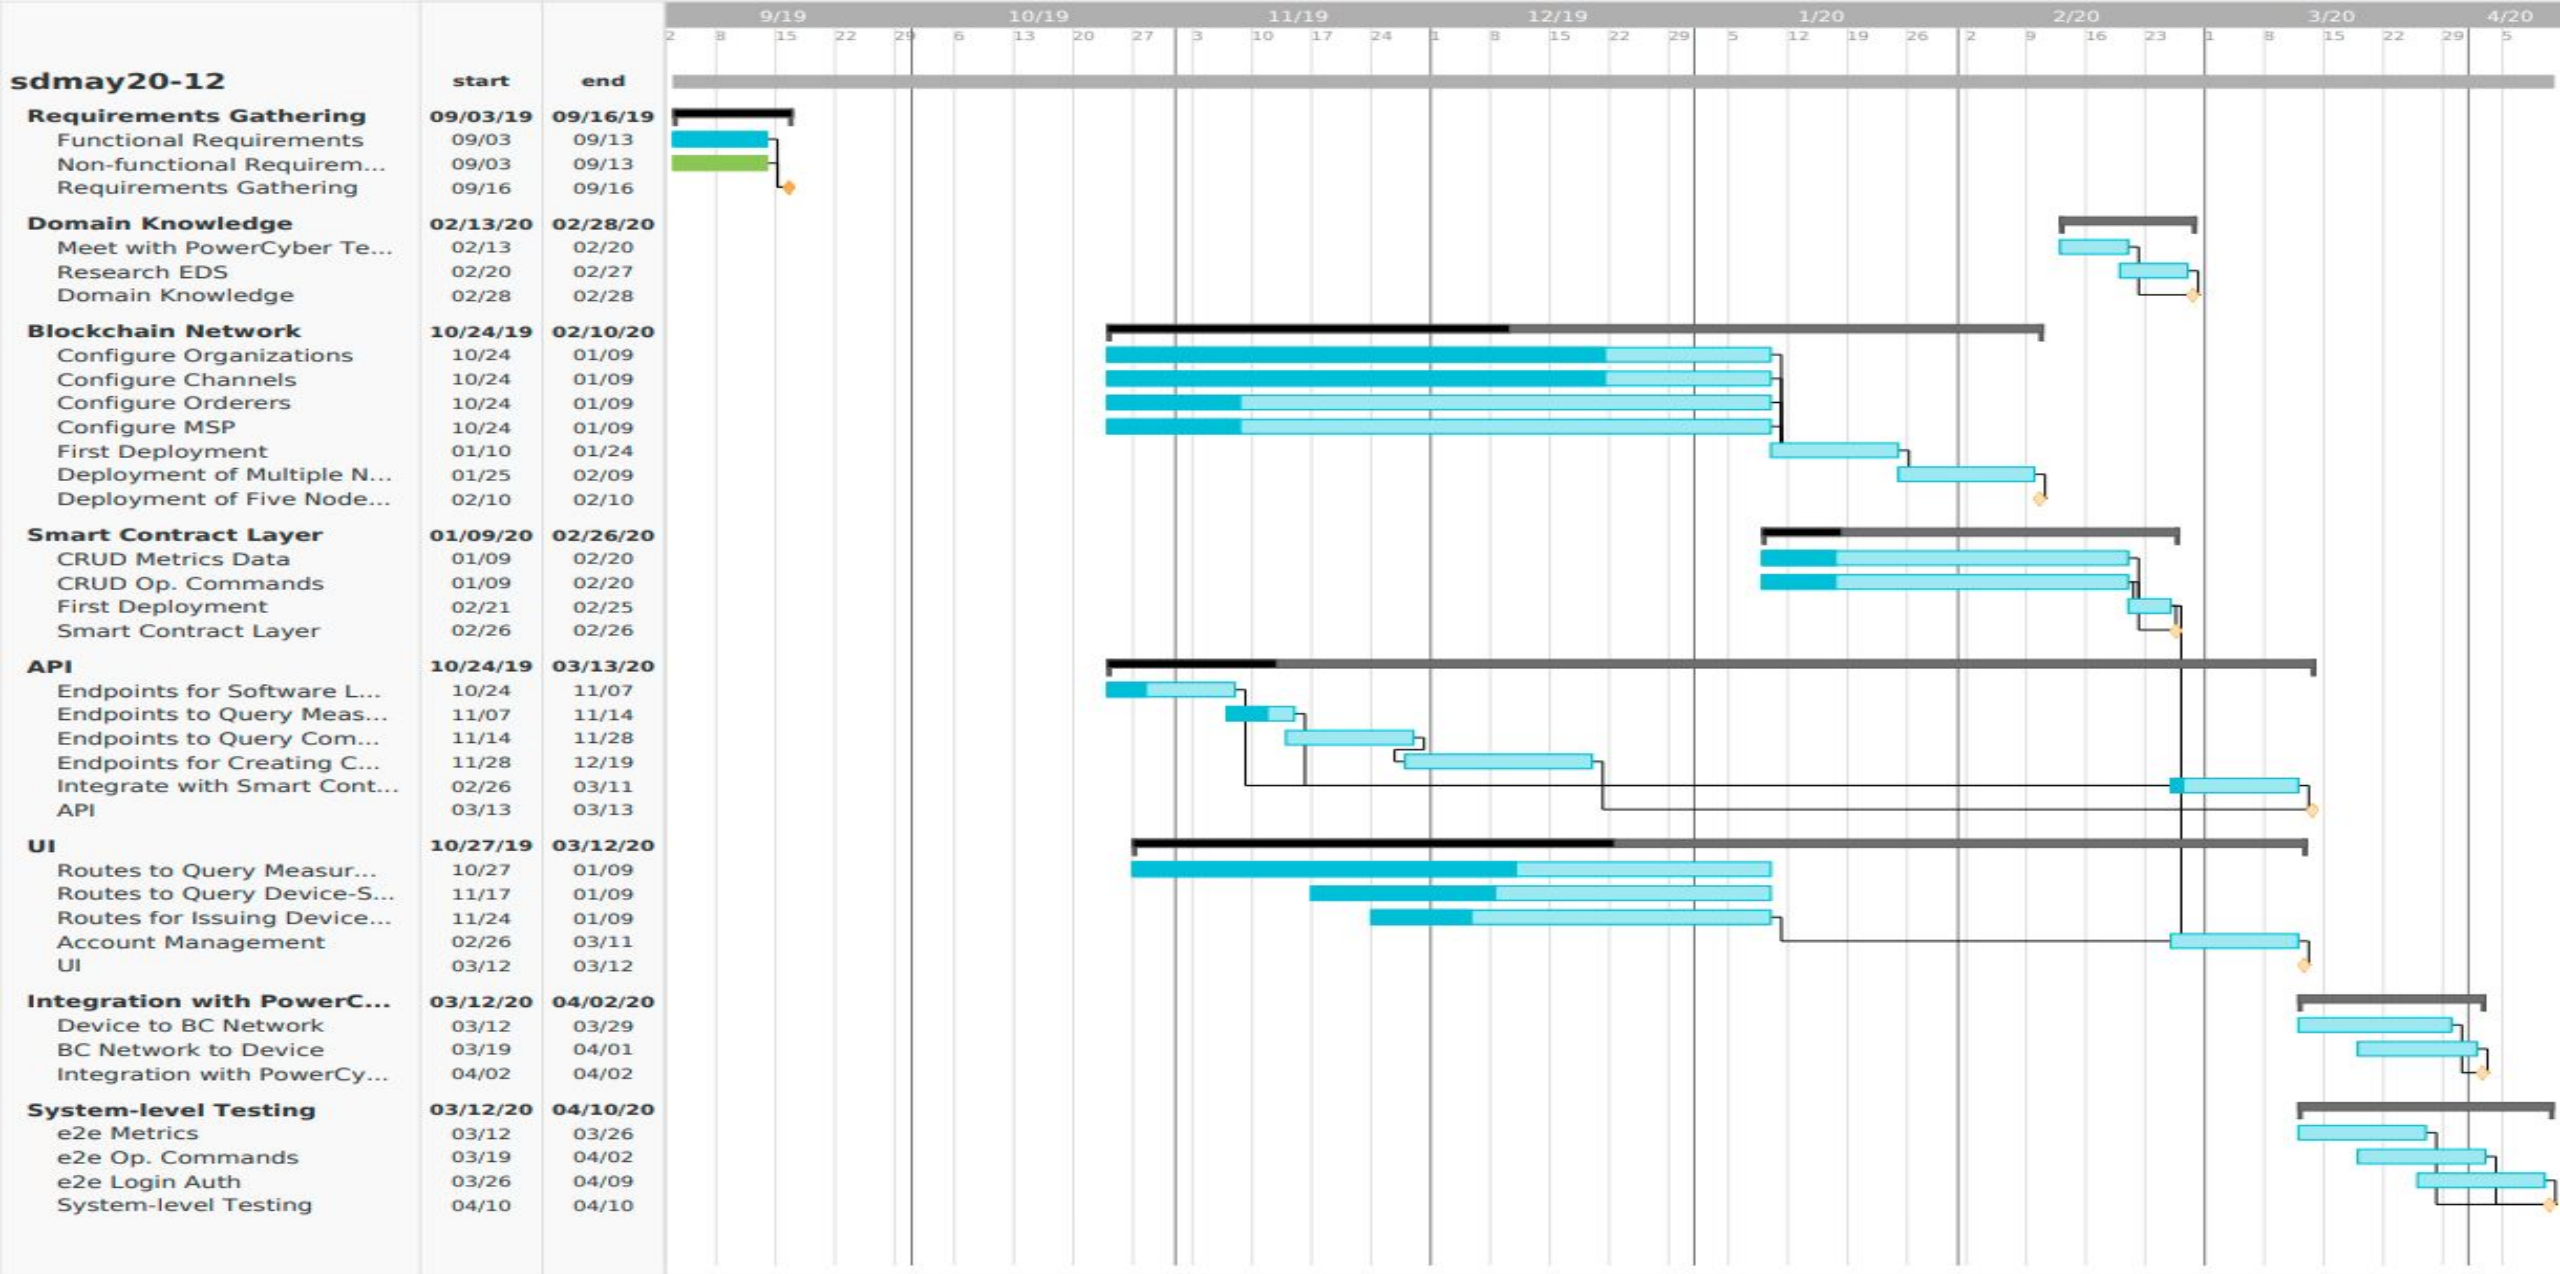 9/19 10/19 11/19 12/19 1/20 2/20 3/20 4/20
2 8 15 22 29 6 13 20 27 3 10 17 24 1 8 15 22 29 5 12 19 26 2 9 16 23 1 8 15 22 29 5
sdmay20-12 start end
Requirements Gathering 09/03/19 09/16/19
Functional Requirements 09/03 09/13
Non-functional Requirem... 09/03 09/13
Requirements Gathering 09/16 09/16
Domain Knowledge 02/13/20 02/28/20
Meet with PowerCyber Te... 02/13 02/20
Research EDS 02/20 02/27
Domain Knowledge 02/28 02/28
Blockchain Network 10/24/19 02/10/20
Configure Organizations 10/24 01/09
Configure Channels 10/24 01/09
Configure Orderers 10/24 01/09
Configure MSP 10/24 01/09
First Deployment 01/10 01/24
Deployment of Multiple N... 01/25 02/09
Deployment of Five Node... 02/10 02/10
Smart Contract Layer 01/09/20 02/26/20
CRUD Metrics Data 01/09 02/20
CRUD Op. Commands 01/09 02/20
First Deployment 02/21 02/25
Smart Contract Layer 02/26 02/26
API 10/24/19 03/13/20
Endpoints for Software L... 10/24 11/07
Endpoints to Query Meas... 11/07 11/14
Endpoints to Query Com... 11/14 11/28
Endpoints for Creating C... 11/28 12/19
Integrate with Smart Cont... 02/26 03/11
API 03/13 03/13
UI 10/27/19 03/12/20
Routes to Query Measur... 10/27 01/09
Routes to Query Device-S... 11/17 01/09
Routes for Issuing Device... 11/24 01/09
Account Management 02/26 03/11
UI 03/12 03/12
Integration with PowerC... 03/12/20 04/02/20
Device to BC Network 03/12 03/29
BC Network to Device 03/19 04/01
Integration with PowerCy... 04/02 04/02
System-level Testing 03/12/20 04/10/20
e2e Metrics 03/12 03/26
e2e Op. Commands 03/19 04/02
e2e Login Auth 03/26 04/09
System-level Testing 04/10 04/10